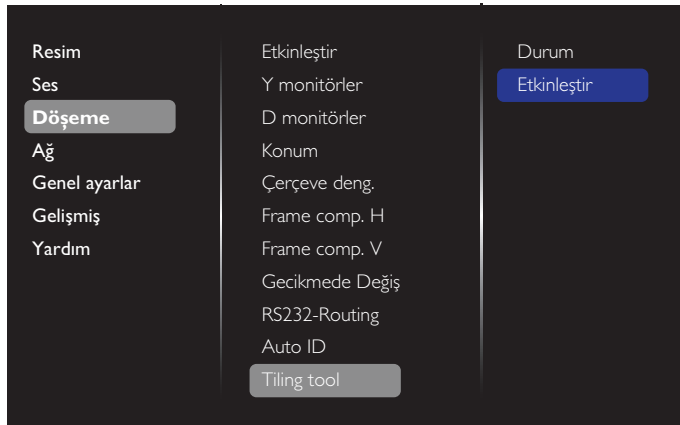 Resim
Ses
Döşeme
Ağ
Genel ayarlar
Gelişmiş
Yardım
Etkinleştir
Y monitörler
D monitörler
Konum
Çerçeve deng.
Frame comp. H
Frame comp. V
Gecikmede Değiş
RS232-Routing
Auto ID
Tiling tool
Durum
Etkinleştir